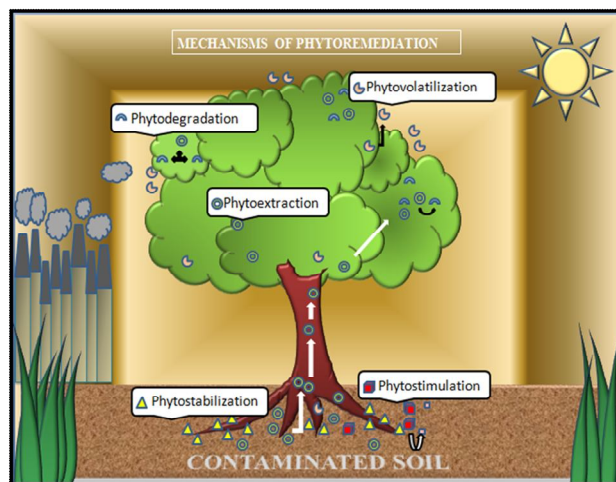 MECHANISMS OF PHYTOREMEDIATION
Phytovolatilization
Phytodegradation
Phytoextraction
Phytostabilization
Phytostimulation
CONTAMINATED SOIL